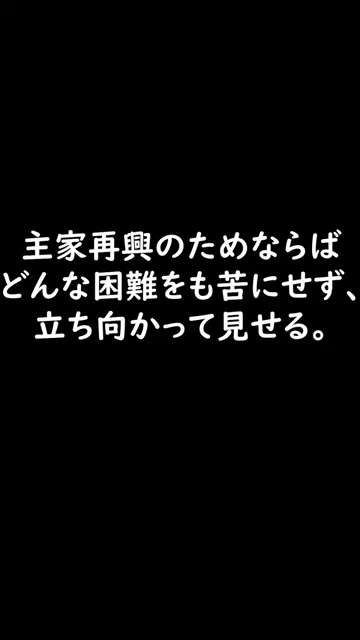 主家再興のためならば
どんな困難をも苦にせず、
立ち向かって見せる。